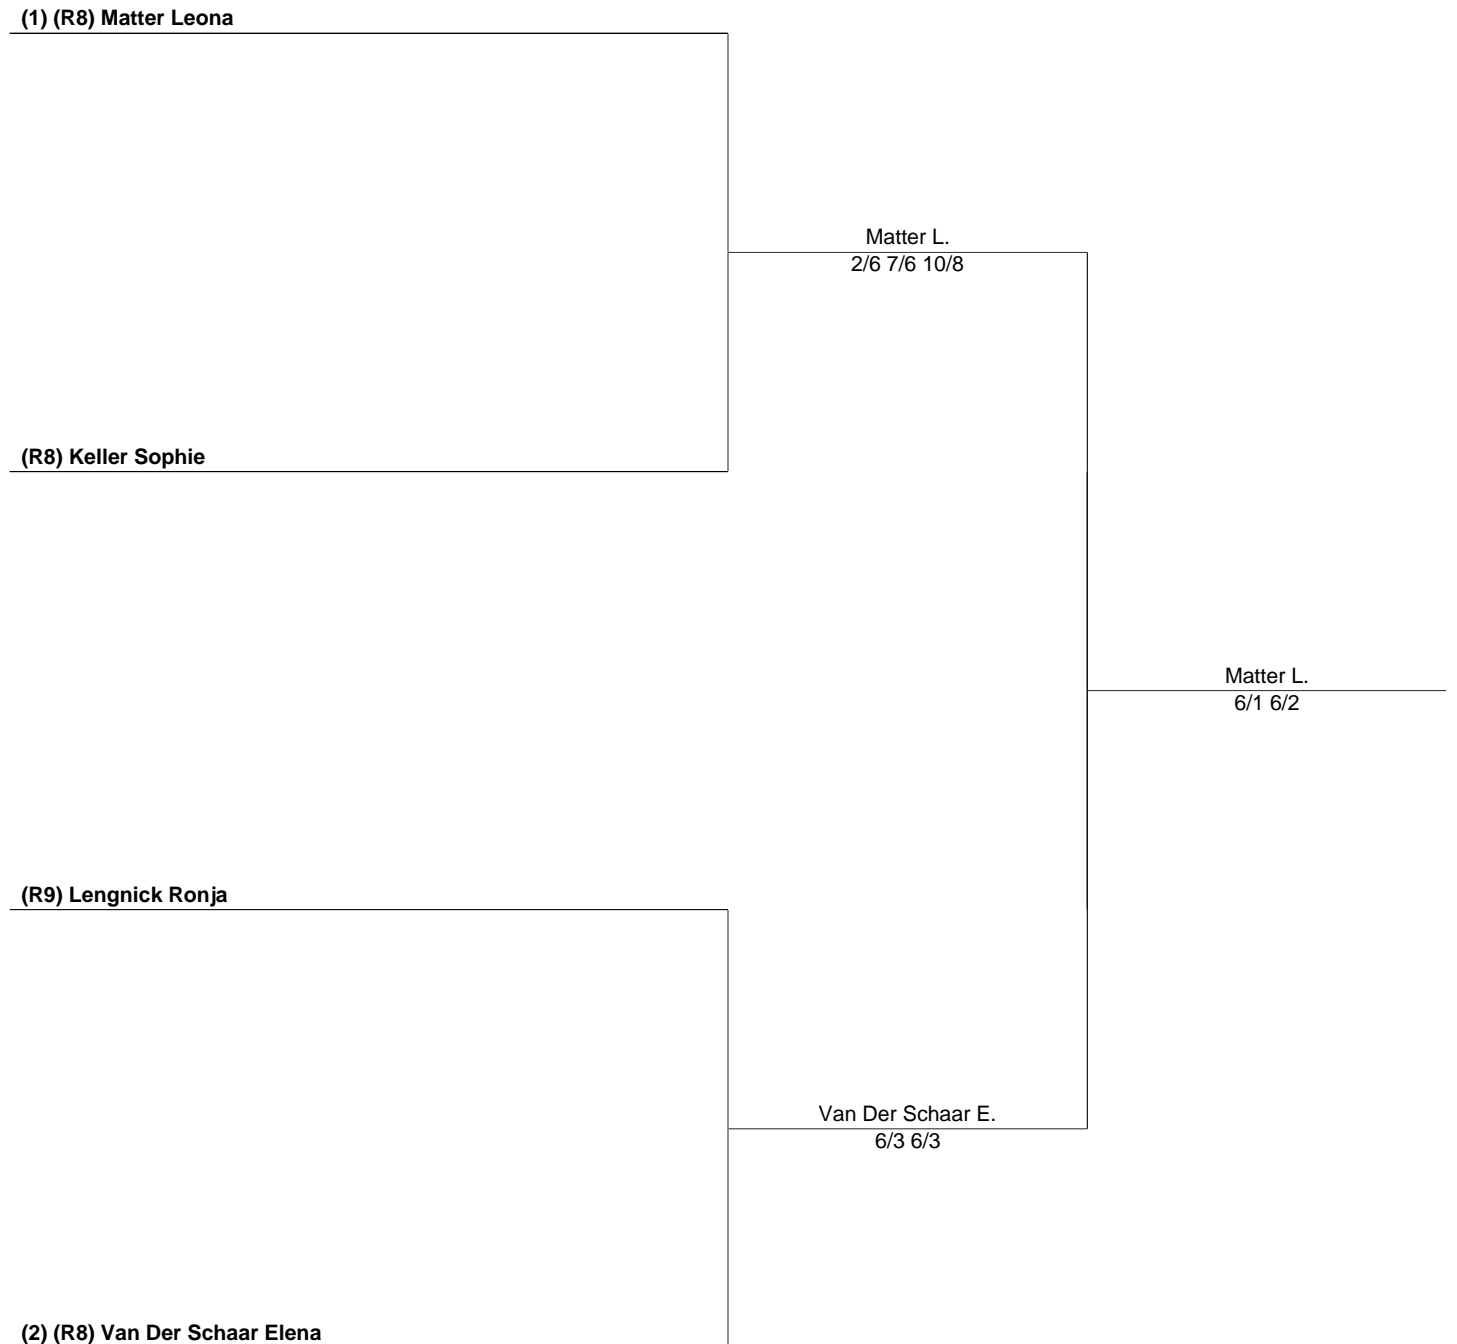 (1) (R8) Matter Leona
Matter L.
2/6 7/6 10/8
(R8) Keller Sophie
Matter L.
6/1 6/2
(R9) Lengnick Ronja
Van Der Schaar E.
6/3 6/3
(2) (R8) Van Der Schaar Elena